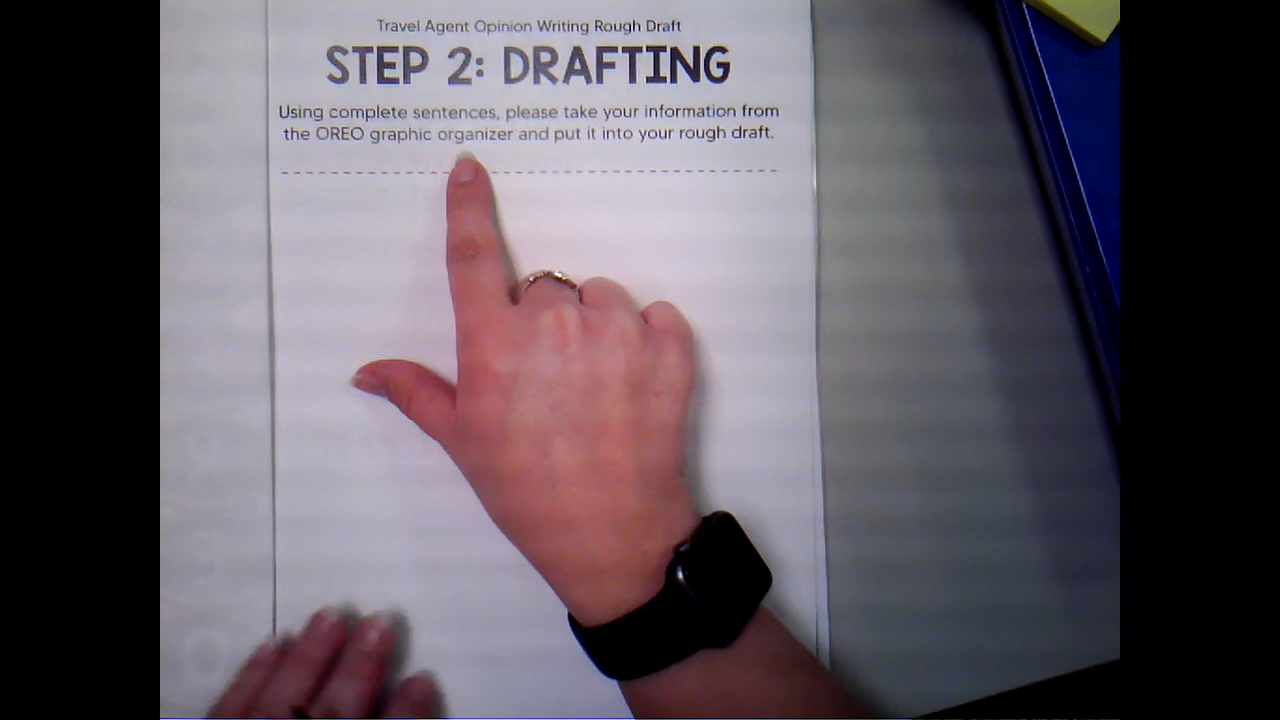 Travel Agent Opinion Writing Rough Draft
STEP 2: DRAFTING
Using complete sentences, please take your information from
the OREO graphic organizer and put it into your rough draft.